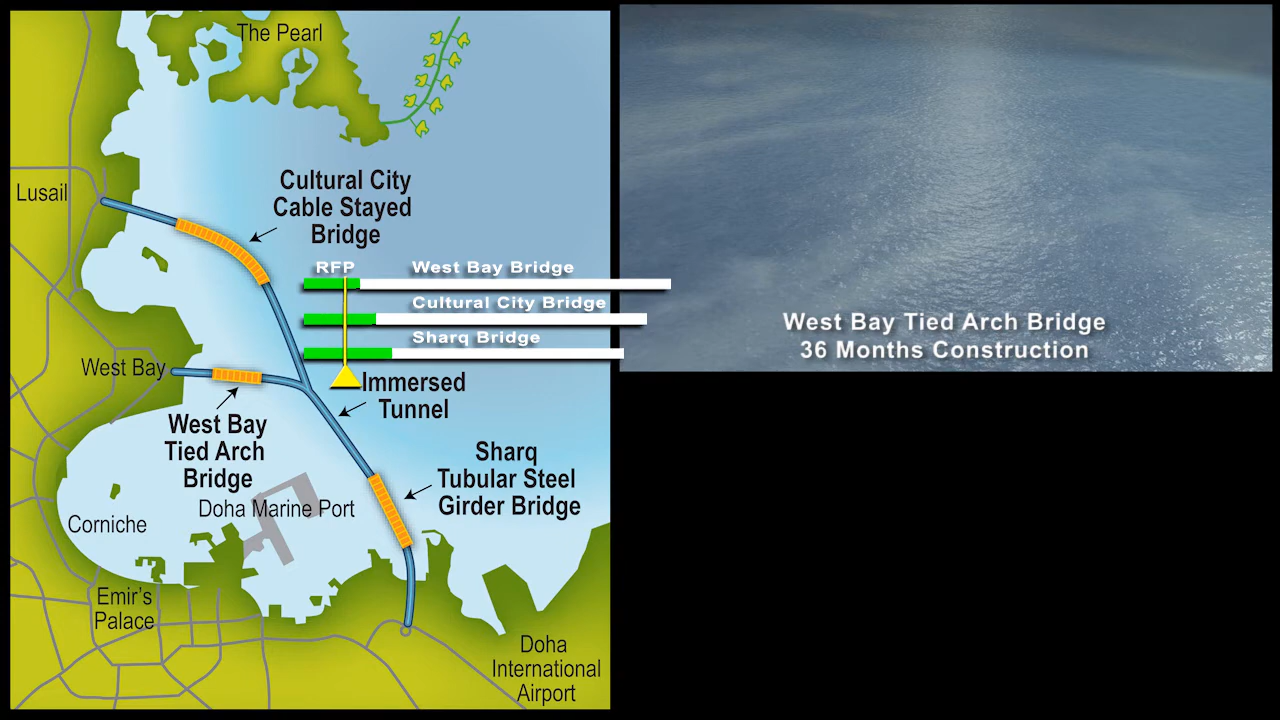 The Pearl
Lusail
Cultural City
Cable Stayed
Bridge
RFP
West Bay Bridge
Cultural City Bridge
Sharq Bridge
West Bay
Immersed
Tunnel
West Bay
Tied Arch
Bridge
Sharq
Tubular Steel
Girder Bridge
Doha Marine Port
Corniche
Emir's
Palace
Doha
International
Airport
West Bay Tied Arch Bridge
36 Months Construction